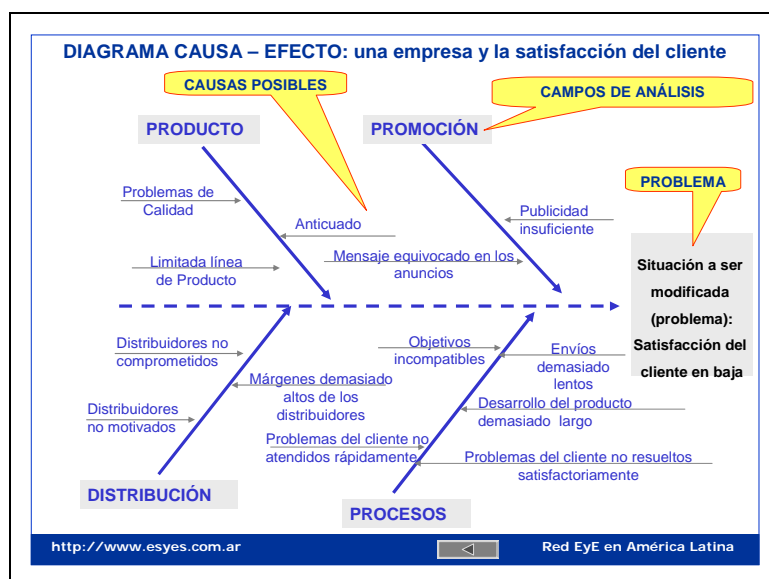 DIAGRAMA CAUSA – EFECTO: una empresa y la satisfacción del cliente
CAUSAS POSIBLES
CAMPOS DE ANÁLISIS
PRODUCTO
PROMOCIÓN
PROBLEMA
Problemas de
Calidad
Anticuado
Limitada línea
de Producto
Publicidad
insuficiente
Mensaje equivocado en los
anuncios
Situación a ser
modificada
(problema):
Satisfacción del
cliente en baja
Distribuidores no
comprometidos
Márgenes demasiado
altos de los
distribuidores
Distribuidores
no motivados
Objetivos
incompatibles
Envíos
demasiado
lentos
Desarrollo del producto
demasiado largo
Problemas del cliente no
atendidos rápidamente
Problemas del cliente no resueltos
satisfactoriamente
DISTRIBUCIÓN
PROCESOS
http://www.esyes.com.ar
Red EyE en América Latina